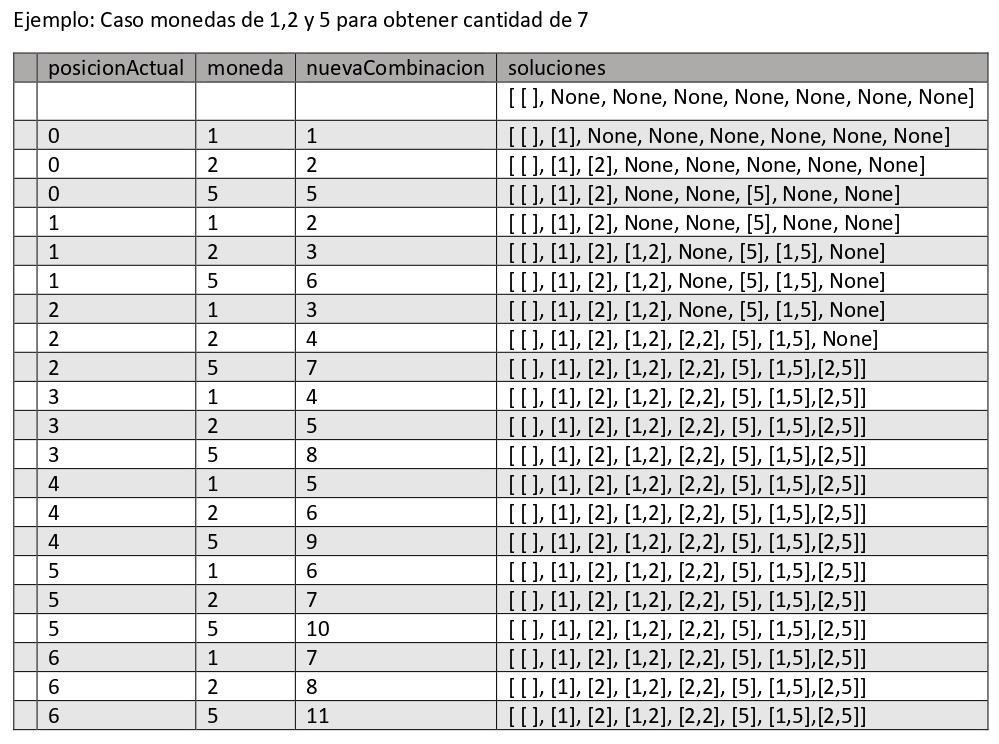 Ejemplo: Caso monedas de 1,2 y 5 para obtener cantidad de 7
posicionActual moneda nuevaCombinacion soluciones
[ [ ], None, None, None, None, None, None, None]
0 1 1 [ [ ], [1], None, None, None, None, None, None]
0 2 2 [ [ ], [1], [2], None, None, None, None, None]
0 5 5 [ [ ], [1], [2], None, None, [5], None, None]
1 1 2 [ [ ], [1], [2], None, None, [5], None, None]
1 2 3 [ [ ], [1], [2], [1,2], None, [5], [1,5], None]
1 5 6 [ [ ], [1], [2], [1,2], None, [5], [1,5], None]
2 1 3 [ [ ], [1], [2], [1,2], None, [5], [1,5], None]
2 2 4 [ [ ], [1], [2], [1,2], [2,2], [5], [1,5], None]
2 5 7 [ [ ], [1], [2], [1,2], [2,2], [5], [1,5],[2,5]]
3 1 4 [ [ ], [1], [2], [1,2], [2,2], [5], [1,5],[2,5]]
3 2 5 [ [ ], [1], [2], [1,2], [2,2], [5], [1,5],[2,5]]
3 5 8 [ [ ], [1], [2], [1,2], [2,2], [5], [1,5],[2,5]]
4 1 5 [ [ ], [1], [2], [1,2], [2,2], [5], [1,5],[2,5]]
4 2 6 [ [ ], [1], [2], [1,2], [2,2], [5], [1,5],[2,5]]
4 5 9 [ [ ], [1], [2], [1,2], [2,2], [5], [1,5],[2,5]]
5 1 6 [ [ ], [1], [2], [1,2], [2,2], [5], [1,5],[2,5]]
5 2 7 [ [ ], [1], [2], [1,2], [2,2], [5], [1,5],[2,5]]
5 5 10 [ [ ], [1], [2], [1,2], [2,2], [5], [1,5],[2,5]]
6 1 7 [ [ ], [1], [2], [1,2], [2,2], [5], [1,5],[2,5]]
6 2 8 [ [ ], [1], [2], [1,2], [2,2], [5], [1,5],[2,5]]
6 5 11 [ [ ], [1], [2], [1,2], [2,2], [5], [1,5],[2,5]]